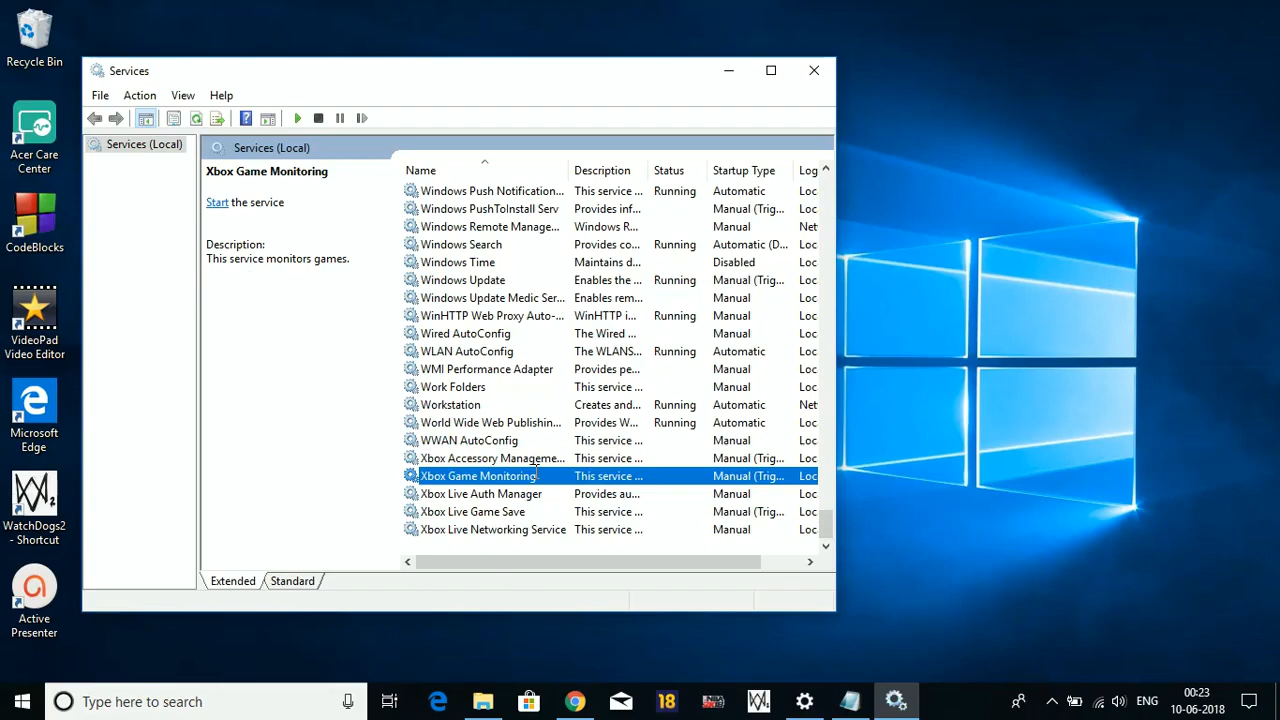 Recycle Bin
Acer Care
Center
CodeBlocks
VideoPad
Video Editor
Microsoft
Edge
WatchDogs2
- Shortcut
Active
Presenter
Services
File Action View Help
Services (Local)
Services (Local)
Xbox Game Monitoring
Start the service
Description:
This service monitors games.
Name Description Status Startup Type Log
Windows Push Notification... This service ... Running Automatic Loc
Windows PushToInstall Serv Provides inf... Manual (Trig... Loc
Windows Remote Manage... Windows R... Manual Net
Windows Search Provides co... Running Automatic (D... Loc
Windows Time Maintains d... Disabled Loc
Windows Update Enables the ... Running Manual (Trig... Loc
Windows Update Medic Ser... Enables rem... Manual Loc
WinHTTP Web Proxy Auto-... WinHTTP i... Running Manual Loc
Wired AutoConfig The Wired ... Manual Loc
WLAN AutoConfig The WLANS... Running Automatic Loc
WMI Performance Adapter Provides pe... Manual Loc
Work Folders This service ... Manual Loc
Workstation Creates and... Running Automatic Net
World Wide Web Publishin... Provides W... Running Automatic Loc
WWAN AutoConfig This service ... Manual Loc
Xbox Accessory Manageme... This service ... Manual (Trig... Loc
Xbox Game Monitoring This service ... Manual (Trig... Loc
Xbox Live Auth Manager Provides au... Manual Loc
Xbox Live Game Save This service ... Manual (Trig... Loc
Xbox Live Networking Service This service ... Manual Loc
Extended Standard
Type here to search
18
ENG
00:23
10-06-2018